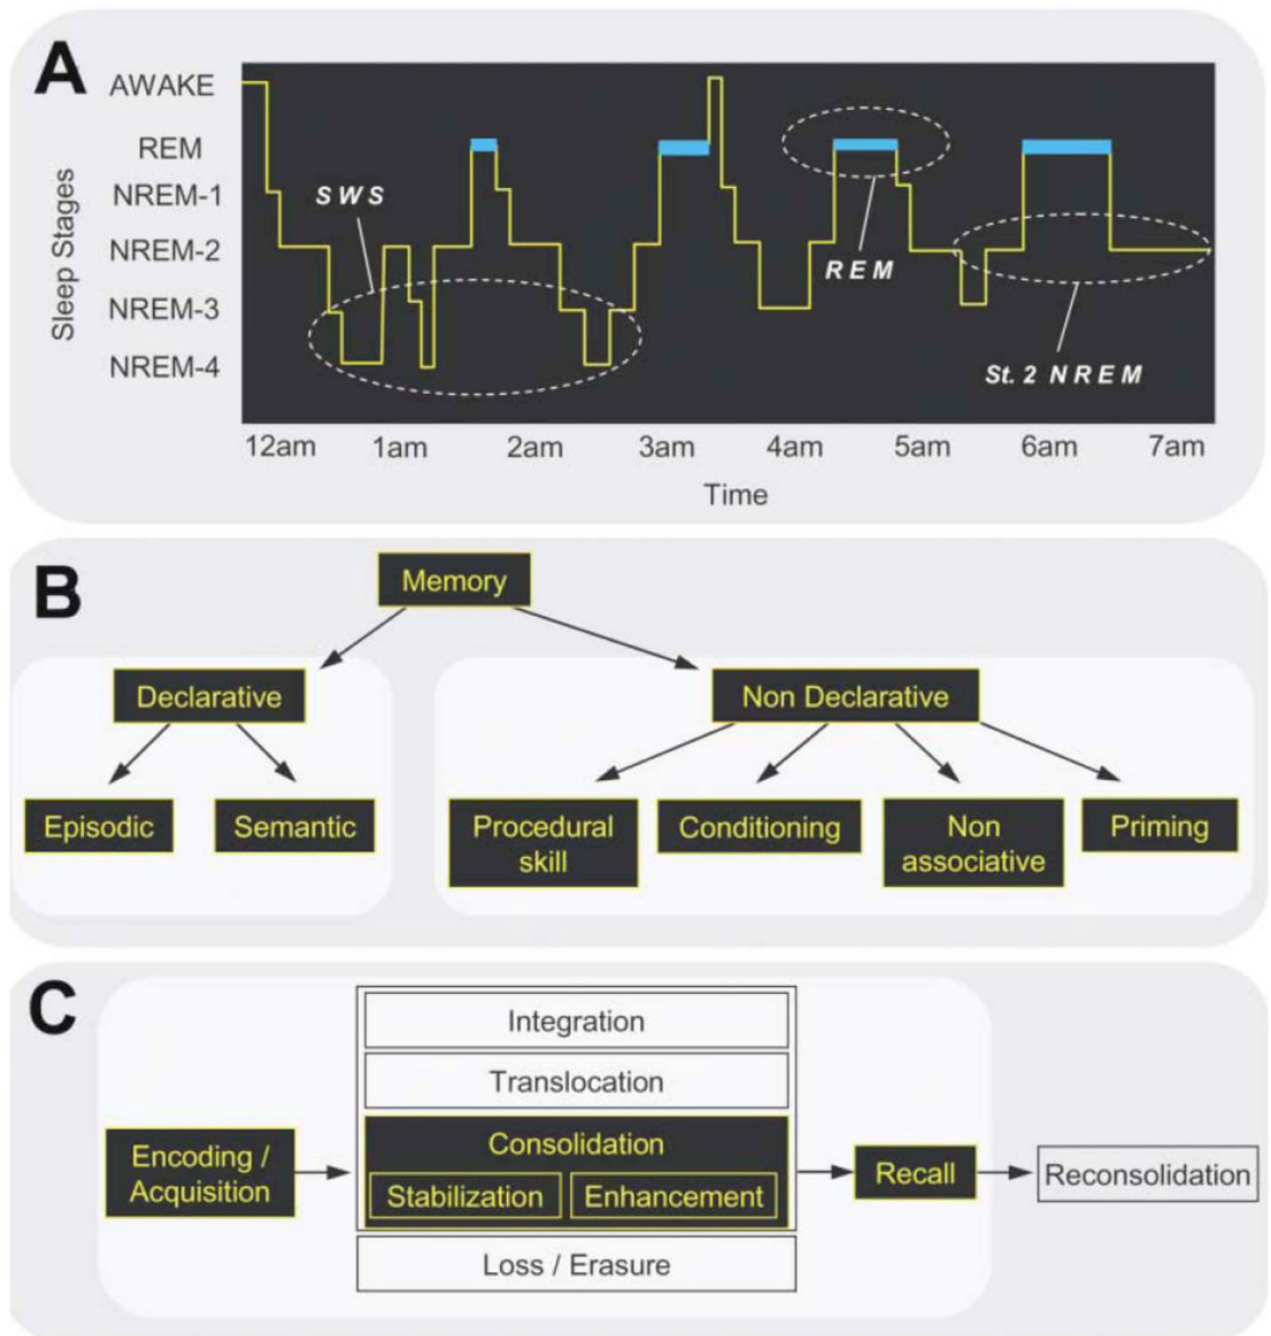 A
AWAKE
REM
NREM-1
NREM-2
NREM-3
NREM-4
Sleep Stages
SWS
REM
St. 2 NREM
12am 1am 2am 3am 4am 5am 6am 7am
Time
B
Memory
Declarative
Non Declarative
Episodic
Semantic
Procedural
skill
Conditioning
Non
associative
Priming
C
Integration
Translocation
Consolidation
Stabilization
Enhancement
Loss / Erasure
Encoding /
Acquisition
Recall
Reconsolidation